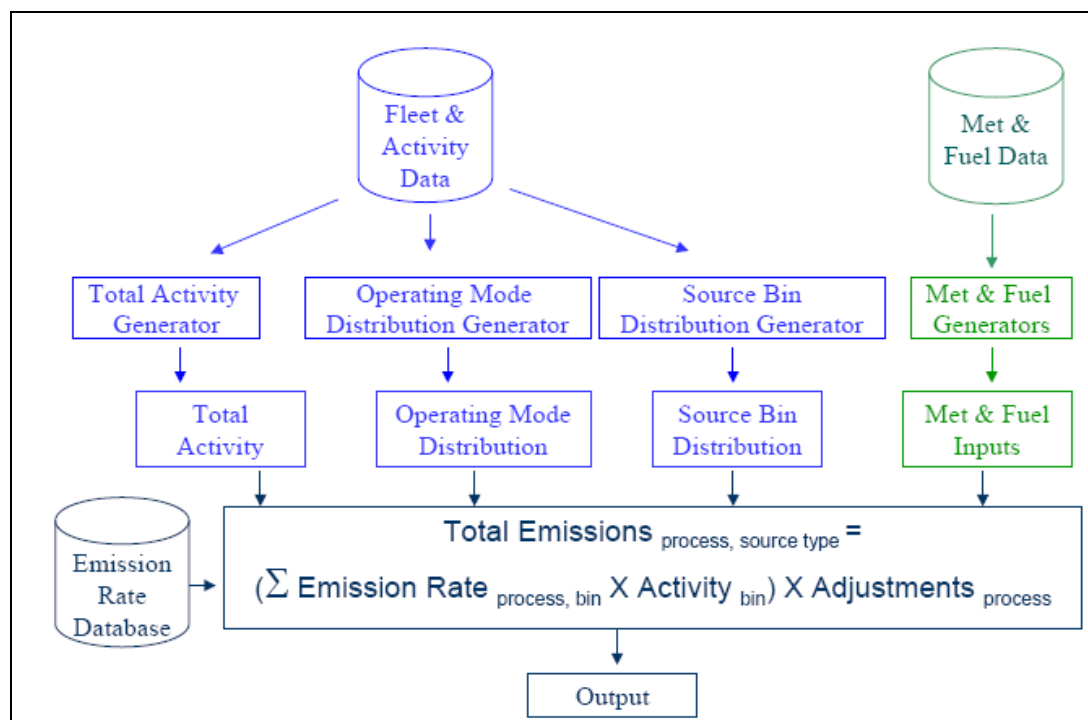 Fleet &
Activity
Data
Met &
Fuel Data
Total Activity
Generator
Operating Mode
Distribution Generator
Source Bin
Distribution Generator
Met & Fuel
Generators
Total
Activity
Operating Mode
Distribution
Source Bin
Distribution
Met & Fuel
Inputs
Emission
Rate
Database
Total Emissions process, source type =
(Σ Emission Rate process, bin X Activity bin) X Adjustments process
Output